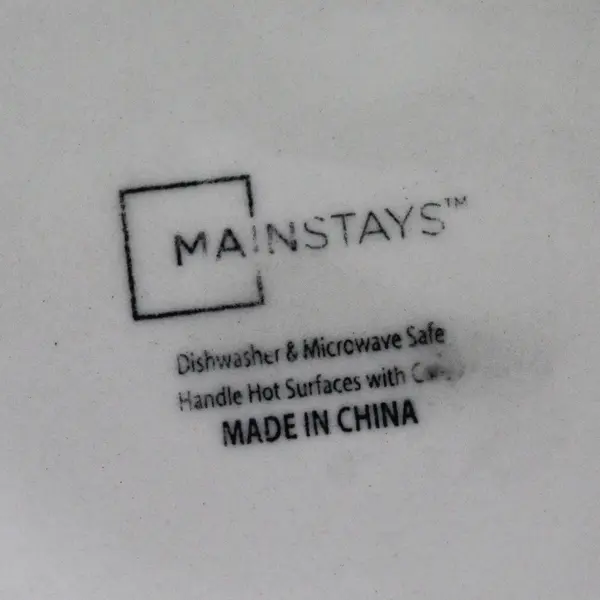 MAINSTAYS™
Dishwasher & Microwave Safe
Handle Hot Surfaces with
MADE IN CHINA